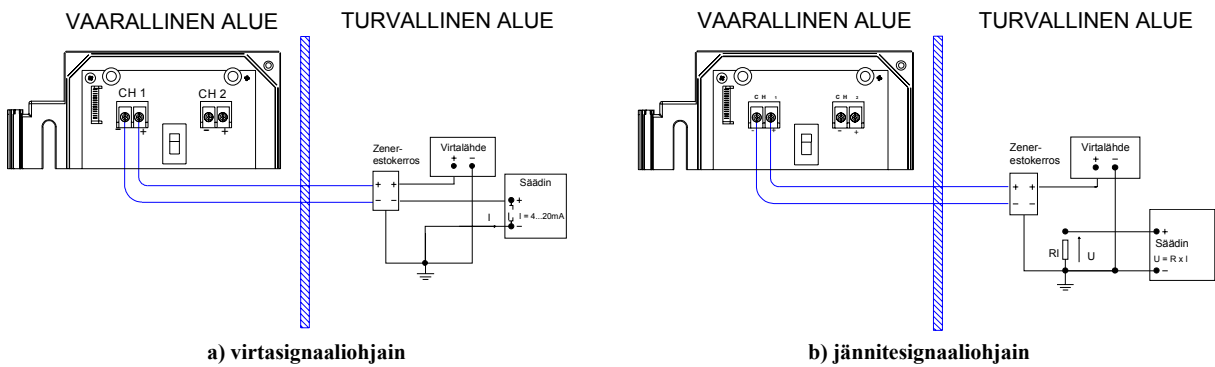 VAARALLINEN ALUE
TURVALLINEN ALUE
CH 1
CH 2
- +
- +
Zener-
estokerros
Virtalähde
+ -
Säädin
+ +
- -
+
U
I
I = 4...20mA
-
a) virtasignaaliohjain
VAARALLINEN ALUE
TURVALLINEN ALUE
CH 1
CH 2
- +
- +
Zener-
estokerros
Virtalähde
+ -
+ +
- -
RI
U
+
Säädin
U = R x I
-
b) jännitesignaaliohjain